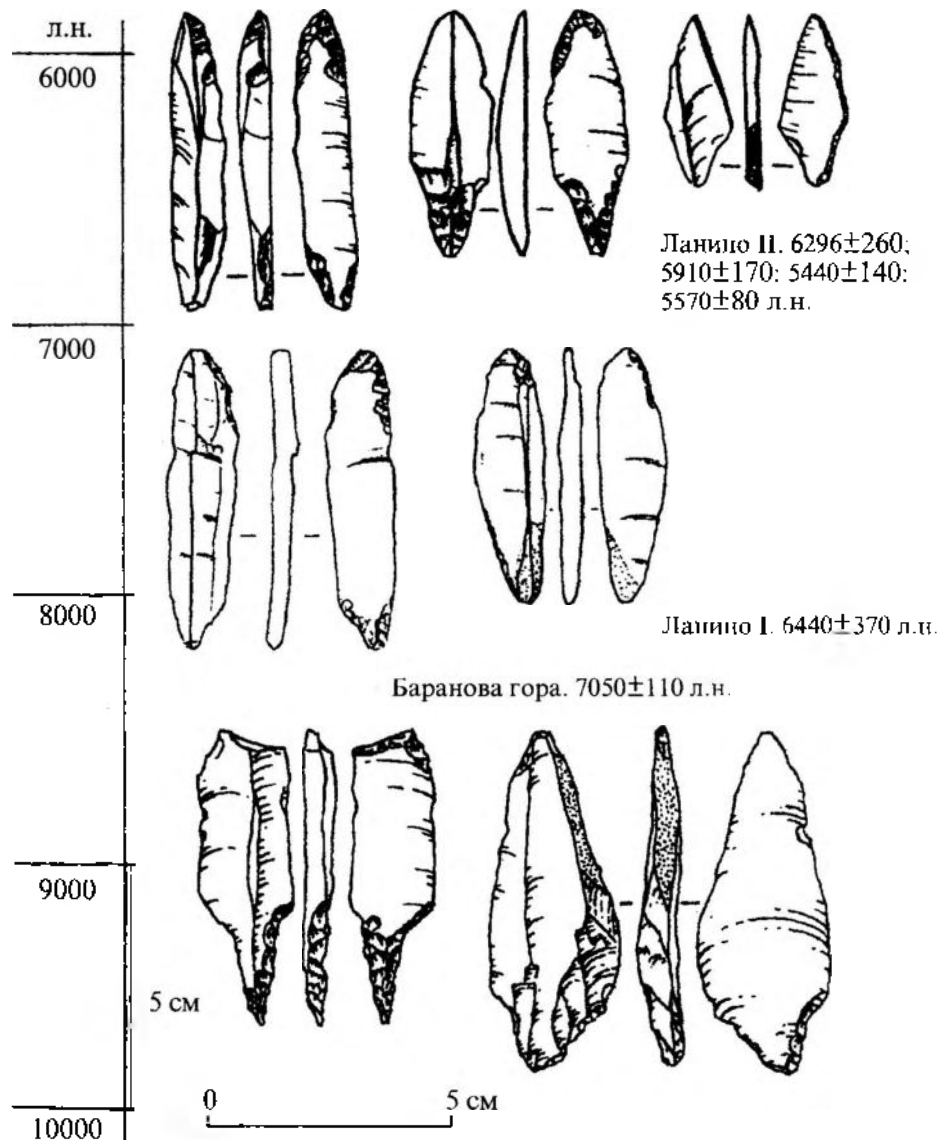 л.н.
6000
Ланино II. 6296±260;
5910±170: 5440±140:
5570±80 л.н.
7000
8000
Ланино I. 6440±370 л.н.
Баранова гора. 7050±110 л.н.
9000
5 см
0 5 см
10000